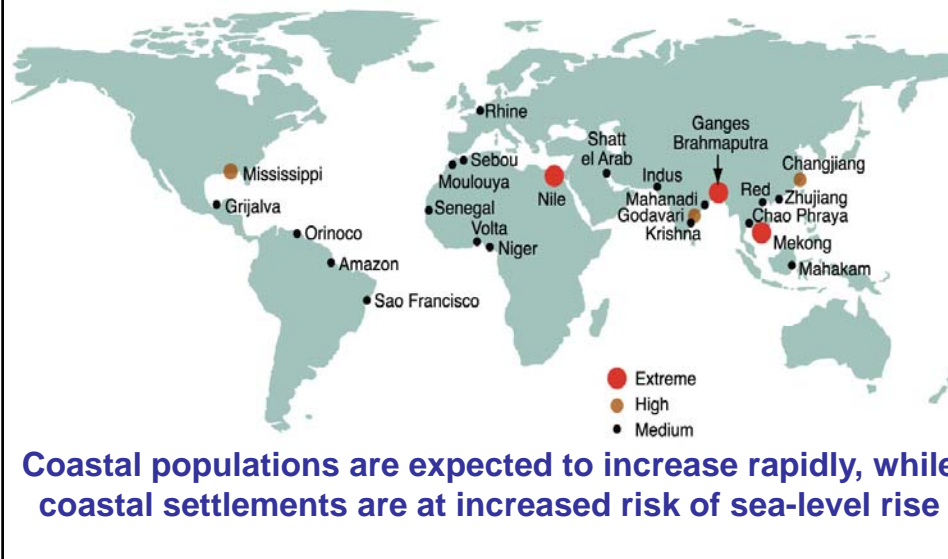 Rhine
Ganges
Brahmaputra
Shatt
el Arab
Changjiang
Sebou
Mississippi
Moulouya
Indus
Red
Zhujiang
Nile
Mahanadi
Grijalva
Senegal
Godavari
Chao Phraya
Volta
Krishna
Orinoco
Niger
Mekong
Amazon
Mahakam
Sao Francisco
Extreme
High
Medium
Coastal populations are expected to increase rapidly, while
coastal settlements are at increased risk of sea-level rise